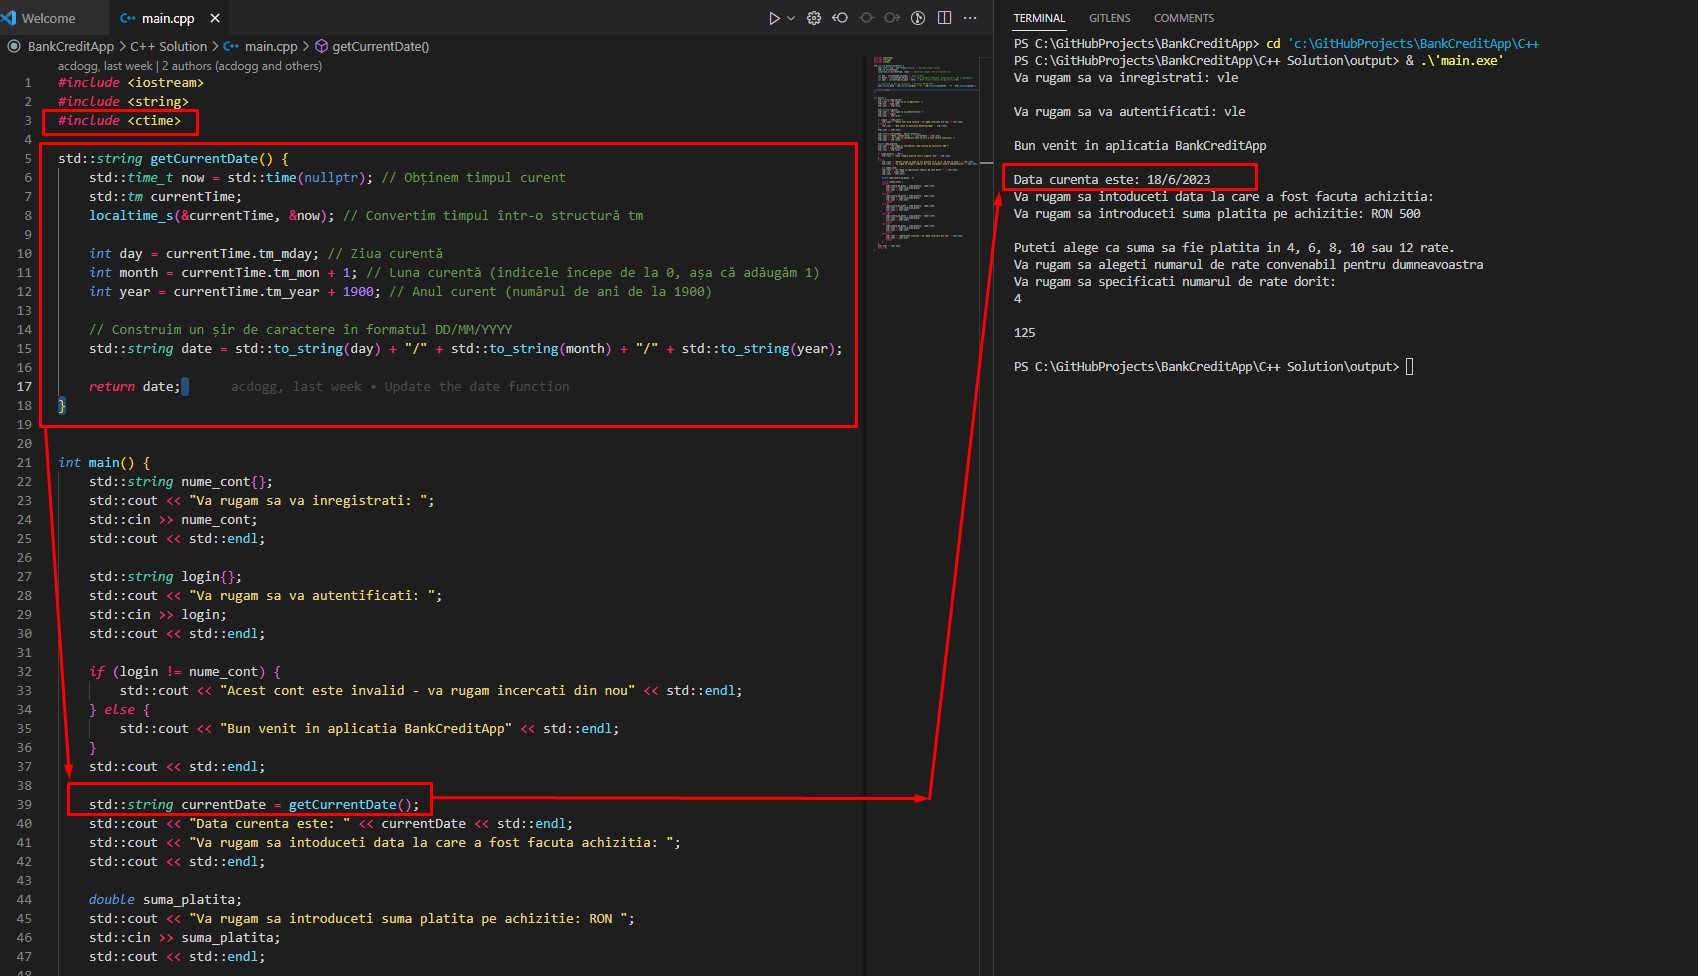 Welcome
main.cpp
BankCreditApp > C++ Solution > main.cpp > getCurrentDate()
acdogg, last week | 2 authors (acdogg and others)
1 #include <iostream>
2 #include <string>
3 #include <ctime>
4
5 std::string getCurrentDate() {
6 std::time_t now = std::time(nullptr); // Obținem timpul curent
7 std::tm currentTime;
8 localtime_s(&currentTime, &now); // Convertim timpul într-o structură tm
9
10 int day = currentTime.tm_mday; // Ziua curentă
11 int month = currentTime.tm_mon + 1; // Luna curentă (indicele începe de la 0, așa că adăugăm 1)
12 int year = currentTime.tm_year + 1900; // Anul curent (numărul de ani de la 1900)
13
14 // Construim un șir de caractere în formatul DD/MM/YYYY
15 std::string date = std::to_string(day) + "/" + std::to_string(month) + "/" + std::to_string(year);
16
17 return date; acdogg, last week • Update the date function
18 }
19
20
21 int main() {
22 std::string nume_cont{};
23 std::cout << "Va rugam sa va inregistrati: ";
24 std::cin >> nume_cont;
25 std::cout << std::endl;
26
27 std::string login{};
28 std::cout << "Va rugam sa va autentificati: ";
29 std::cin >> login;
30 std::cout << std::endl;
31
32 if (login != nume_cont) {
33 std::cout << "Acest cont este invalid - va rugam incercati din nou" << std::endl;
34 } else {
35 std::cout << "Bun venit in aplicatia BankCreditApp" << std::endl;
36 }
37 std::cout << std::endl;
38
39 std::string currentDate = getCurrentDate();
40 std::cout << "Data curenta este: " << currentDate << std::endl;
41 std::cout << "Va rugam sa intoduceti data la care a fost facuta achizitia: ";
42 std::cout << std::endl;
43
44 double suma_platita;
45 std::cout << "Va rugam sa introduceti suma platita pe achizitie: RON ";
46 std::cin >> suma_platita;
47 std::cout << std::endl;
48
TERMINAL GITLENS COMMENTS
PS C:\GitHubProjects\BankCreditApp> cd 'c:\GitHubProjects\BankCreditApp\C++
PS C:\GitHubProjects\BankCreditApp\C++ Solution\output> & .\'main.exe'
Va rugam sa va inregistrati: vle
Va rugam sa va autentificati: vle
Bun venit in aplicatia BankCreditApp
Data curenta este: 18/6/2023
Va rugam sa intoduceti data la care a fost facuta achizitia:
Va rugam sa introduceti suma platita pe achizitie: RON 500
Puteti alege ca suma sa fie platita in 4, 6, 8, 10 sau 12 rate.
Va rugam sa alegeti numarul de rate convenabil pentru dumneavoastra
Va rugam sa specificati numarul de rate dorit:
4
125
PS C:\GitHubProjects\BankCreditApp\C++ Solution\output>